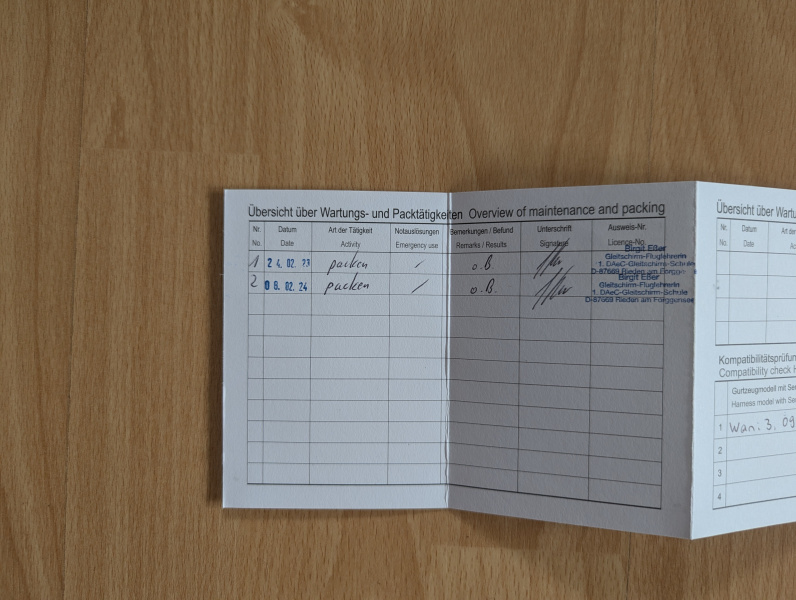 Übersicht über Wartungs- und Packtätigkeiten Overview of maintenance and packing
Nr. Datum Art der Tätigkeit Notauslösungen Bemerkungen / Befund Unterschrift Ausweis-Nr.
No. Date Activity Emergency use Remarks / Results Signature Licence-No.
1 24. 02. 23 packen / o.B.
Birgit Eßer
Gleitschirm-Fluglehrerin
1. DAeC-Gleitschirm-Schule
D-87669 Rieden am Forgge
2 06. 02. 24 packen / o.B.
Birgit Eßer
Gleitschirm-Fluglehrerin
1. DAeC-Gleitschirm-Schule
D-87669 Rieden am Forggensee
Übersicht über Wartu
Nr. Datum Art d
No. Date A
Kompatibilitätsprüfun
Compatibility check H
Gurtzeugmodell mit Ser
Harness model with Se
1 Wani 3, 09
2
3
4